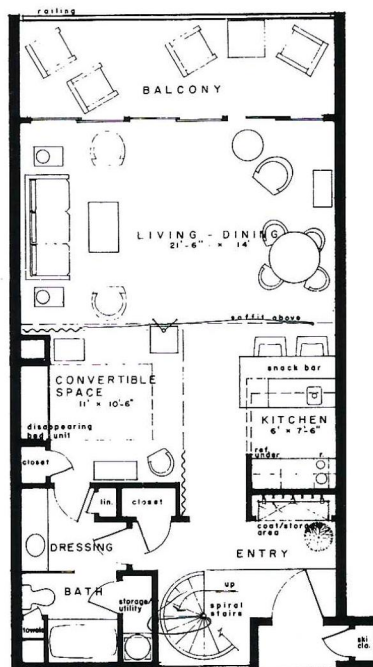 railing
BALCONY
LIVING - DINING
21'-6" × 14'
soffit above
snack bar
CONVERTIBLE
SPACE
11' × 10'-6"
KITCHEN
6' × 7'-6"
disappearing
bed unit
ref.
under
r.
closet
lin.
closet
coat/storage
area
DRESSING
ENTRY
BATH
up
storage/
utility
spiral
stairs
towels
ski
clo.